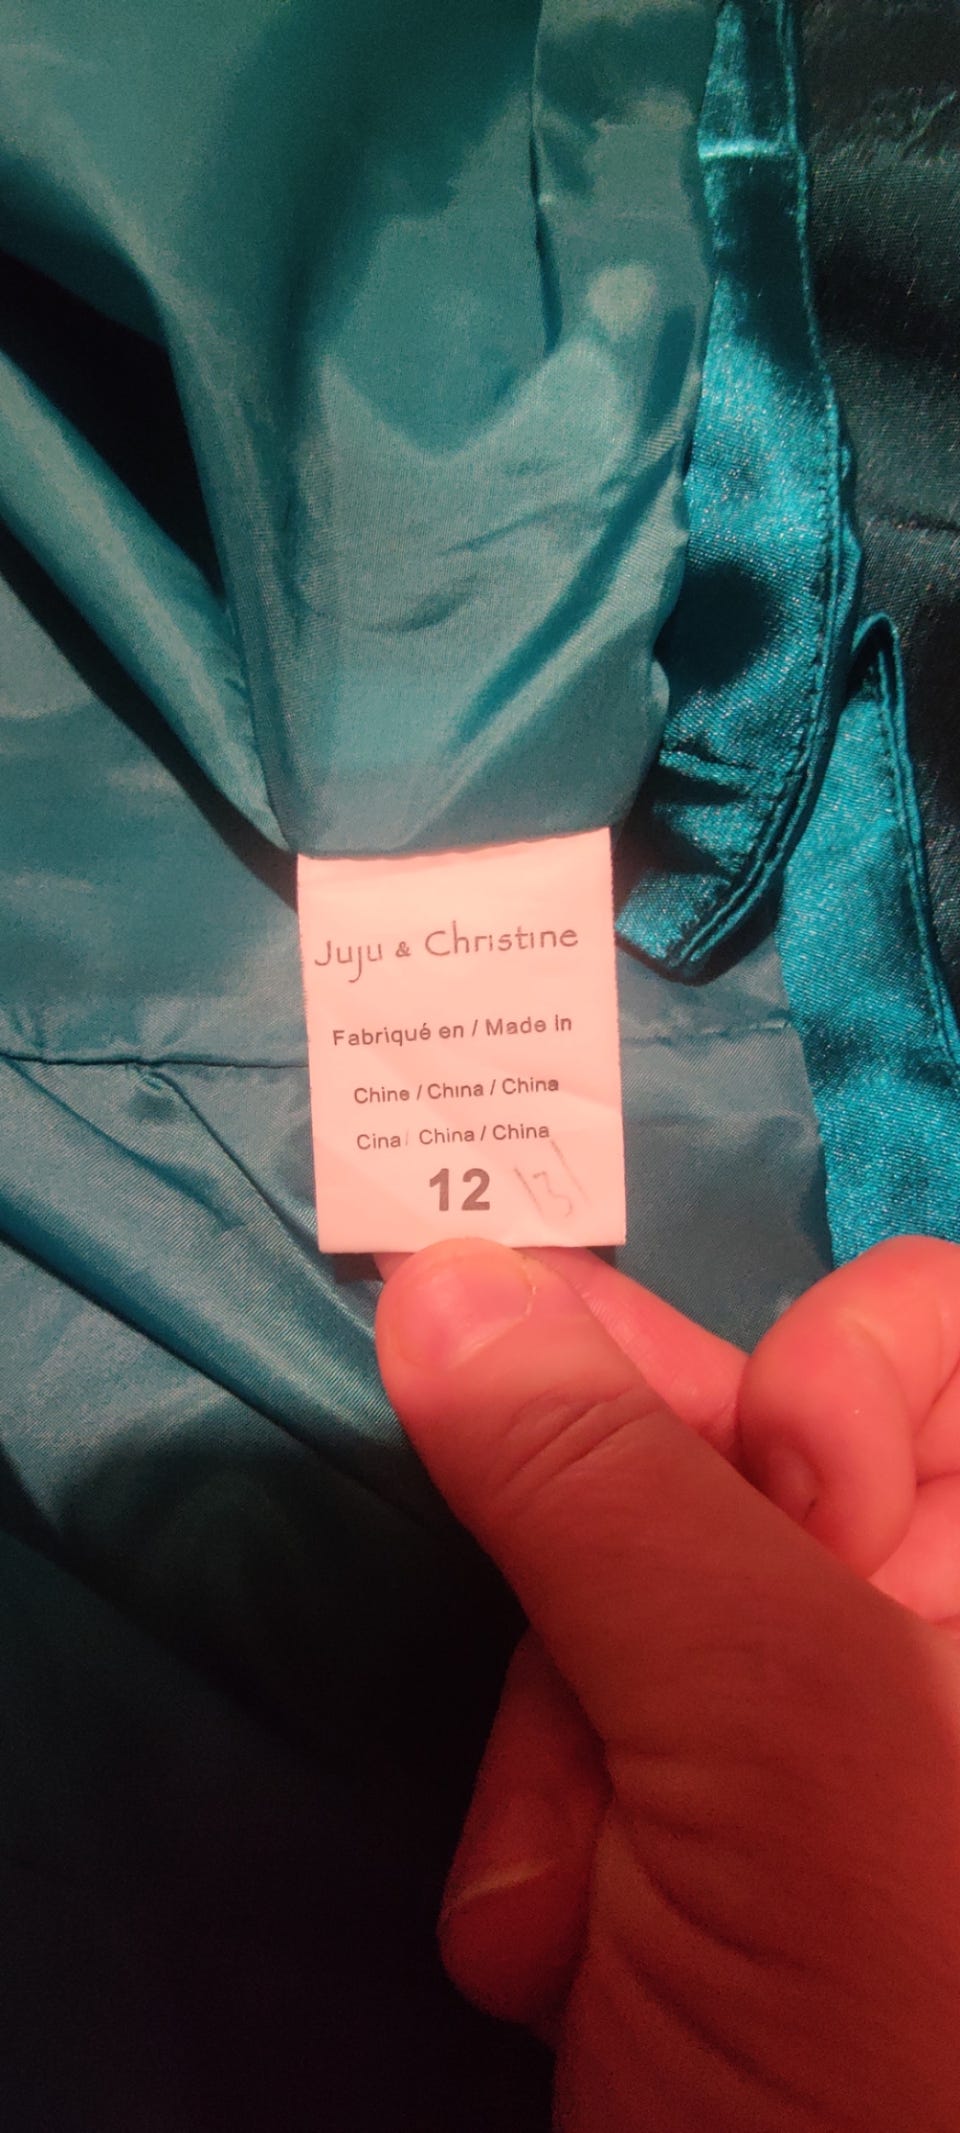 Juju & Christine
Fabriqué en / Made in
Chine / China / China
Cina/ China / China
12 13